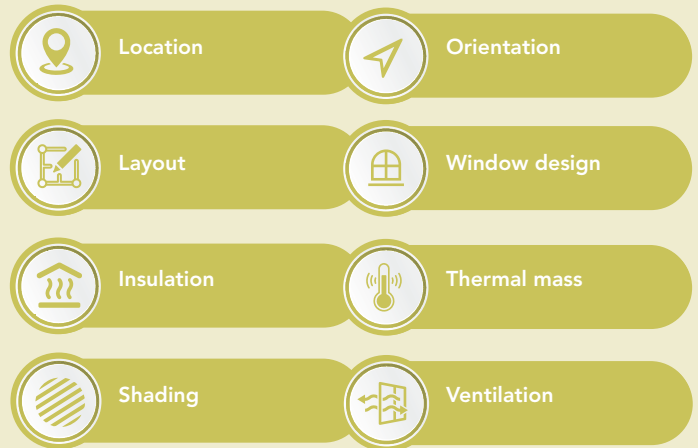 Location
Orientation
Layout
Window design
Insulation
Thermal mass
Shading
Ventilation